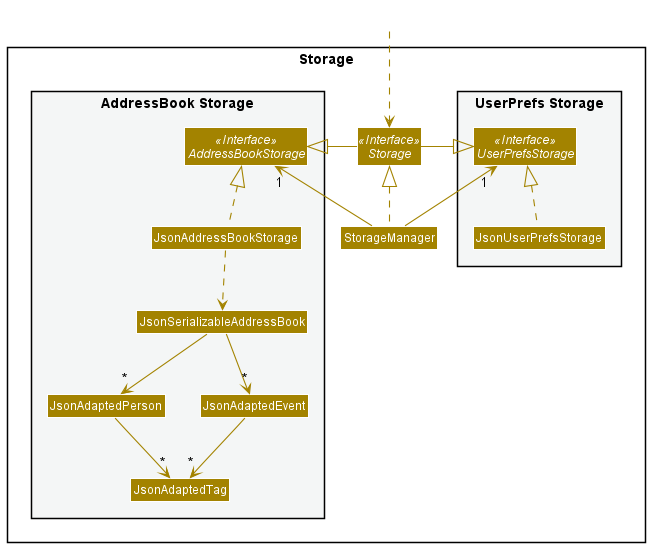 Storage
AddressBook Storage
UserPrefs Storage
«Interface»
AddressBookStorage
«Interface»
Storage
«Interface»
UserPrefsStorage
1
1
JsonAddressBookStorage
StorageManager
JsonUserPrefsStorage
JsonSerializableAddressBook
*
*
JsonAdaptedPerson
JsonAdaptedEvent
*
*
JsonAdaptedTag